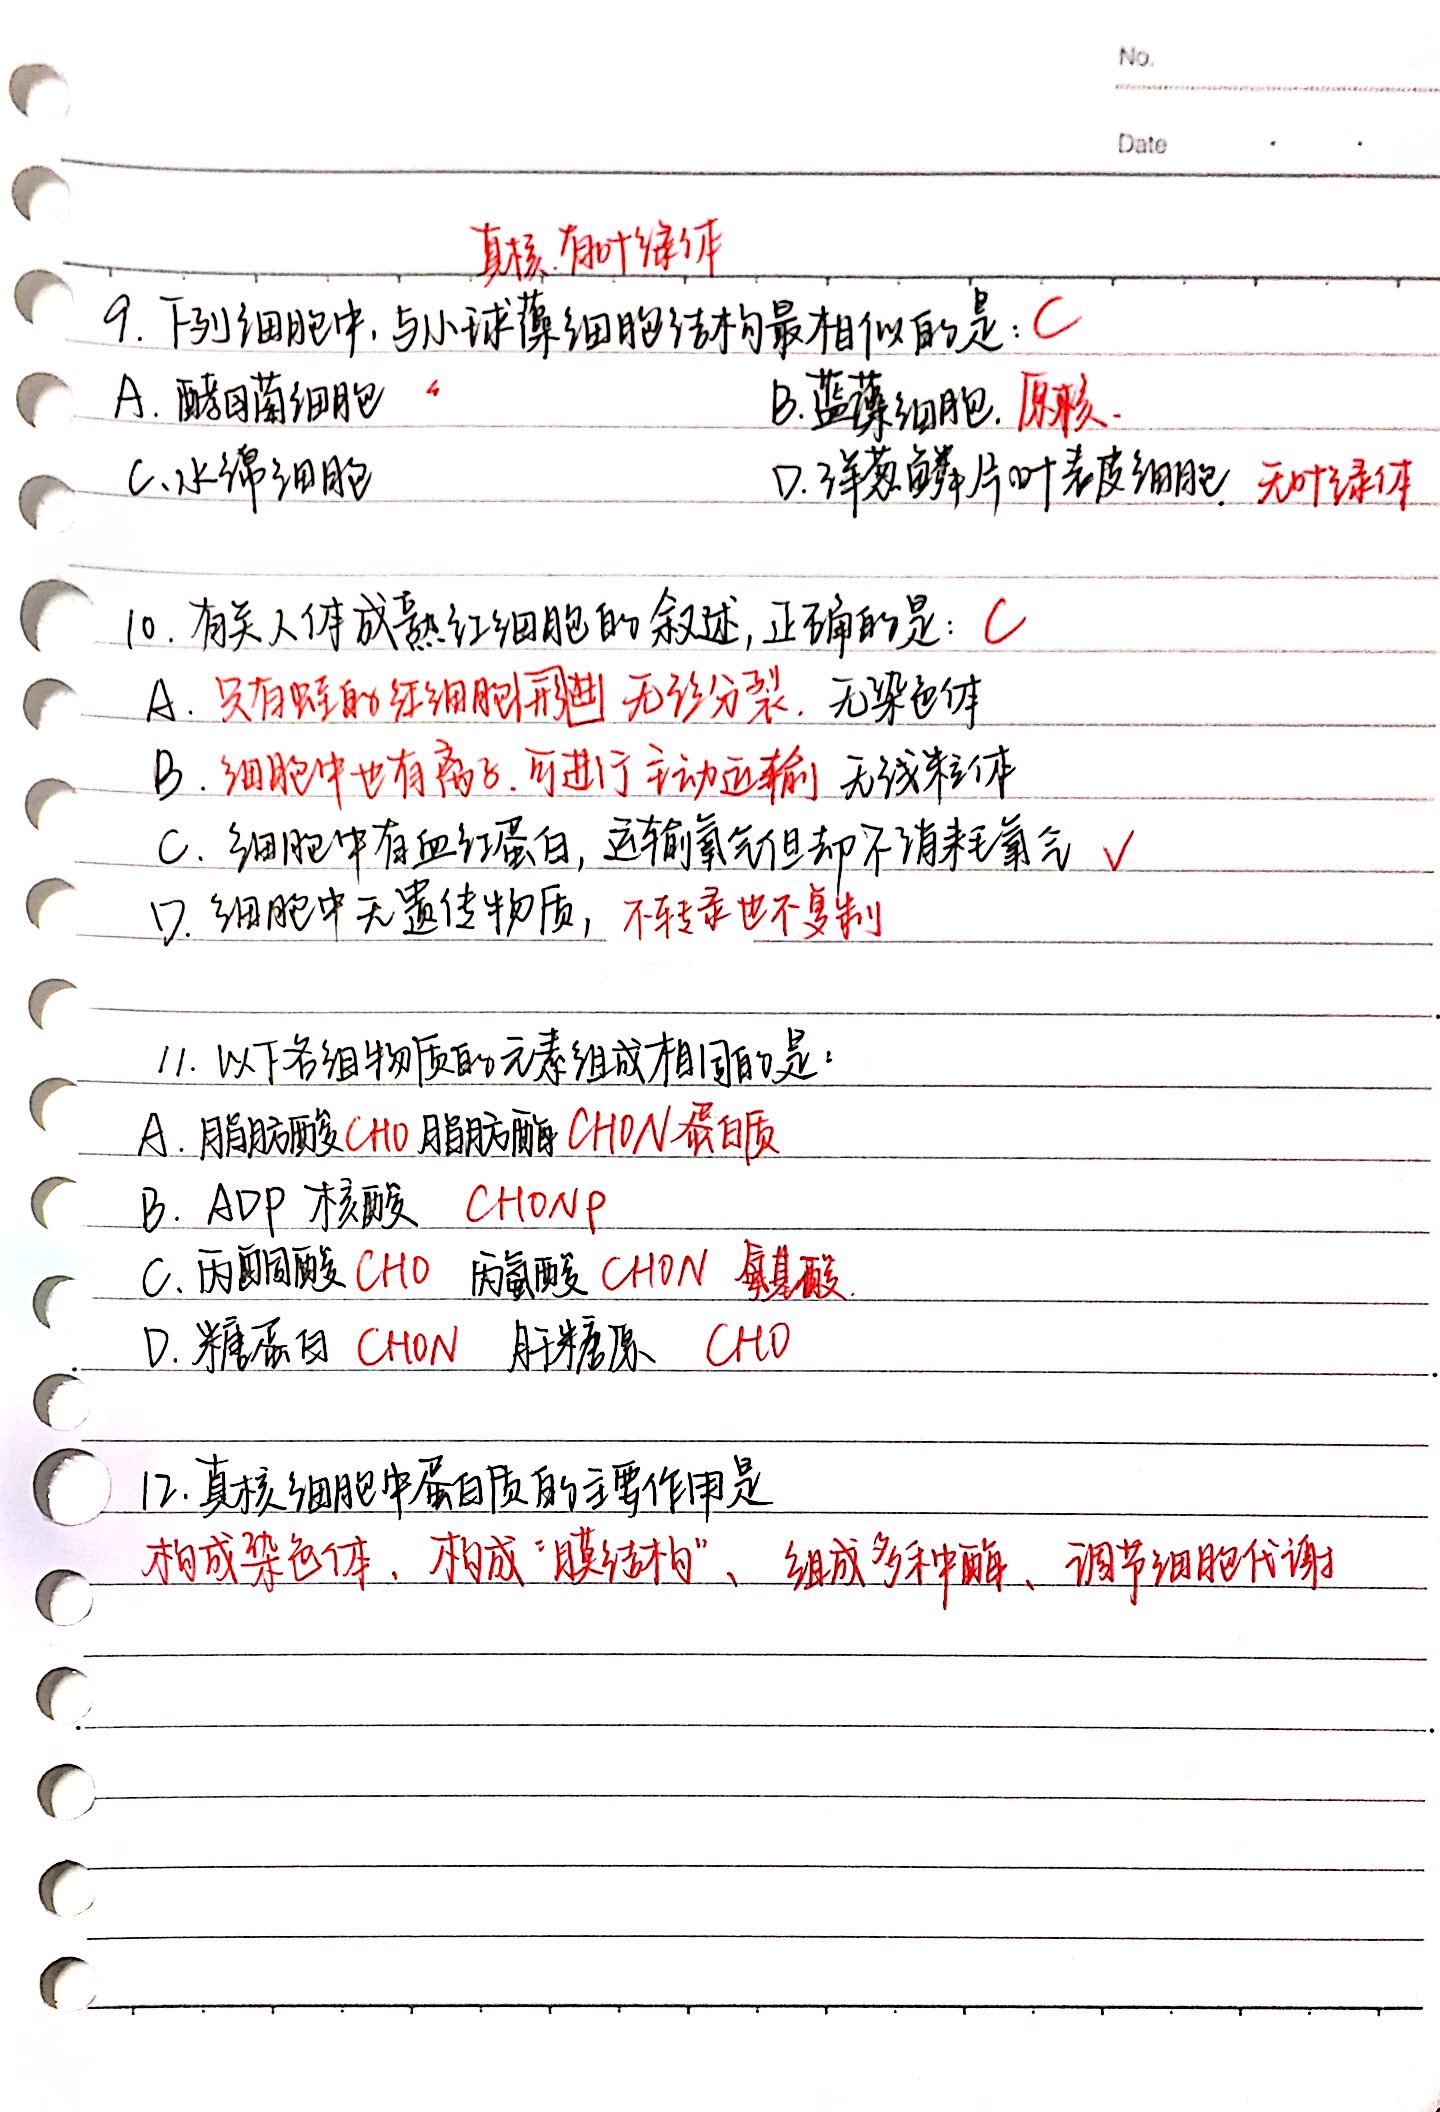 No.
Date
真核.有叶绿体
9.下列细胞中,与小球藻细胞结构最相似的是: C
A.酵母菌细胞 B.蓝藻细胞. 原核.
C.水绵细胞 D.洋葱鳞片叶表皮细胞. 无叶绿体
10.有关人体成熟红细胞的叙述,正确的是: C
A.只有蛙的红细胞 无丝分裂. 无染色体
B.细胞中也有离子.可进行主动运输 无线粒体
C.细胞中有血红蛋白,运输氧气但却不消耗氧气 ✓
D.细胞中无遗传物质,不转录也不复制
11.以下各组物质的元素组成相同的是:
A.脂肪酸CHO 脂肪酶 CHON 蛋白质
B.ADP 核酸 CHONP
C.丙酮酸 CHO 丙氨酸 CHON 氨基酸.
D.糖蛋白 CHON 肝糖原 CHO
12.真核细胞中蛋白质的主要作用是
构成染色体、构成“膜结构”、组成多种酶、调节细胞代谢